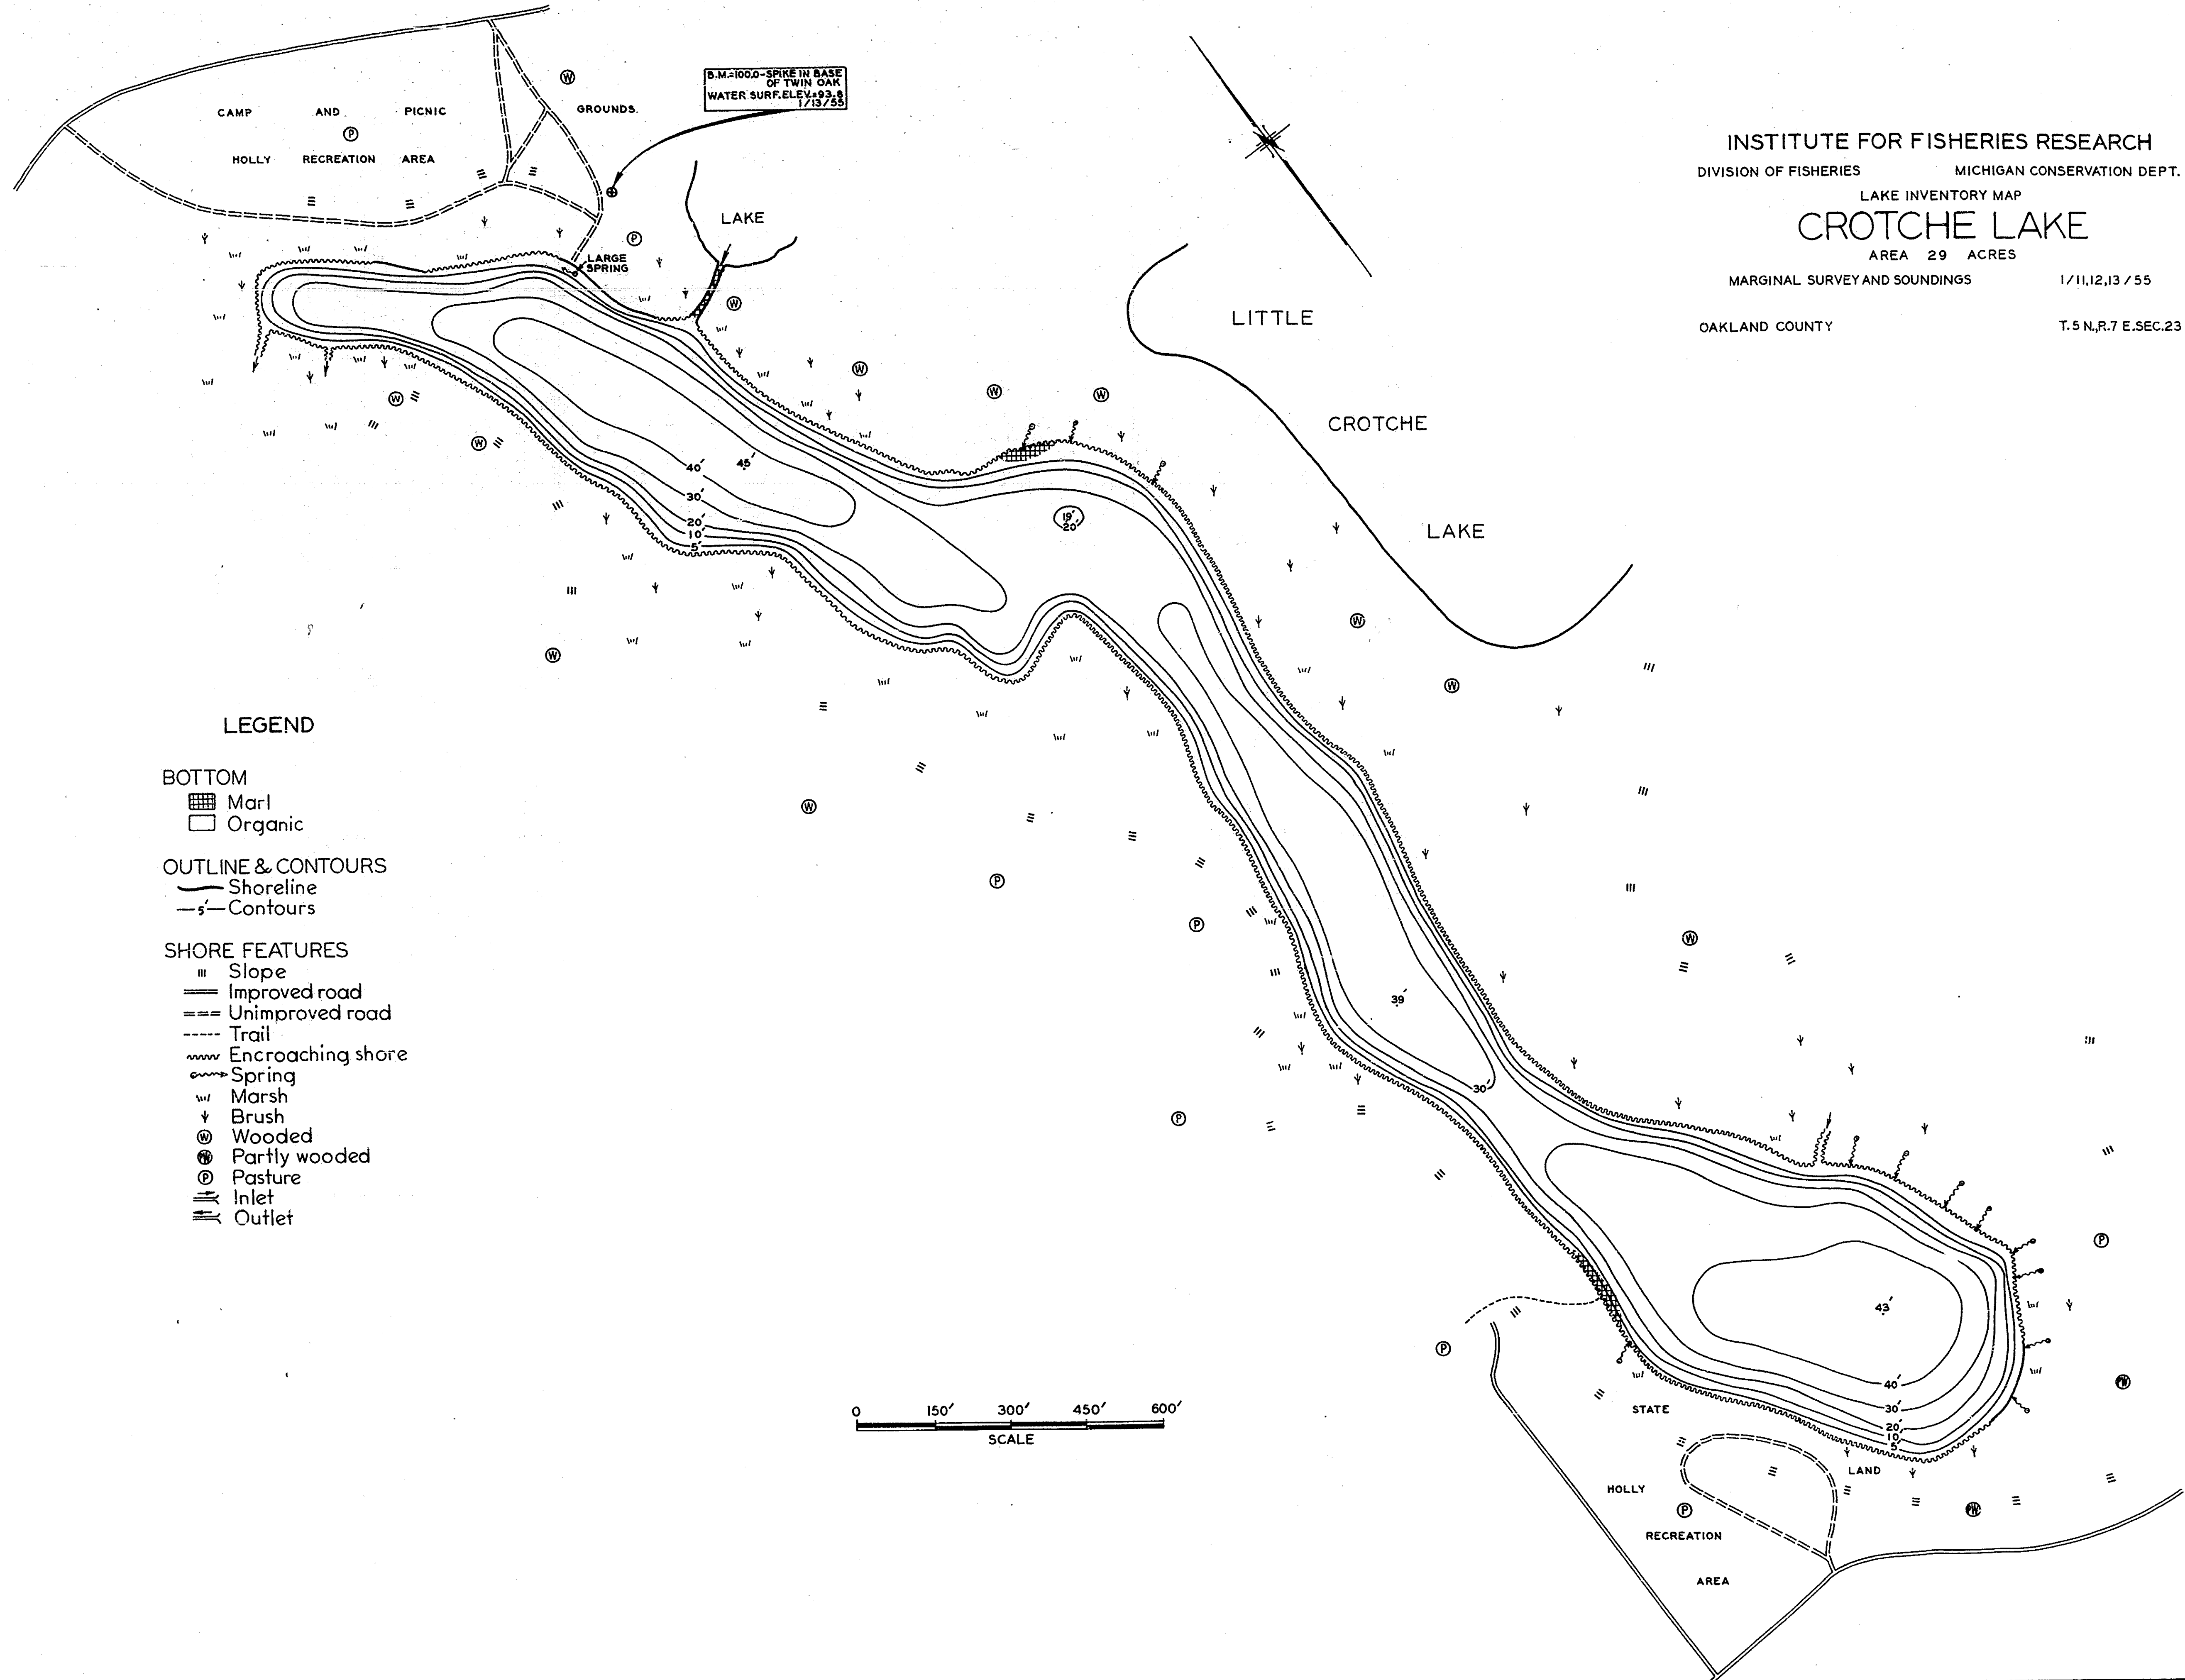 B.M.=100.0-SPIKE IN BASE
OF TWIN OAK
WATER SURF.ELEV.=93.8
1/13/55
CAMP AND PICNIC GROUNDS.
P
HOLLY RECREATION AREA
W
LAKE
P
LARGE
SPRING
W
INSTITUTE FOR FISHERIES RESEARCH
DIVISION OF FISHERIES MICHIGAN CONSERVATION DEPT.
LAKE INVENTORY MAP
CROTCHE LAKE
AREA 29 ACRES
MARGINAL SURVEY AND SOUNDINGS 1/11,12,13/55
OAKLAND COUNTY T.5 N.,R.7 E.SEC.23
LITTLE
CROTCHE
LAKE
W
W
W
W
W
40'
45'
30'
20'
10'
5'
19'
20'
W
W
W
W
P
P
W
39'
30'
P
P
P
43'
40'
30'
20'
10'
5'
PW
PW
STATE
LAND
HOLLY
P
RECREATION
AREA
LEGEND
BOTTOM
Marl
Organic
OUTLINE & CONTOURS
Shoreline
5' Contours
SHORE FEATURES
Slope
Improved road
Unimproved road
Trail
Encroaching shore
Spring
Marsh
Brush
W Wooded
PW Partly wooded
P Pasture
Inlet
Outlet
0 150' 300' 450' 600'
SCALE